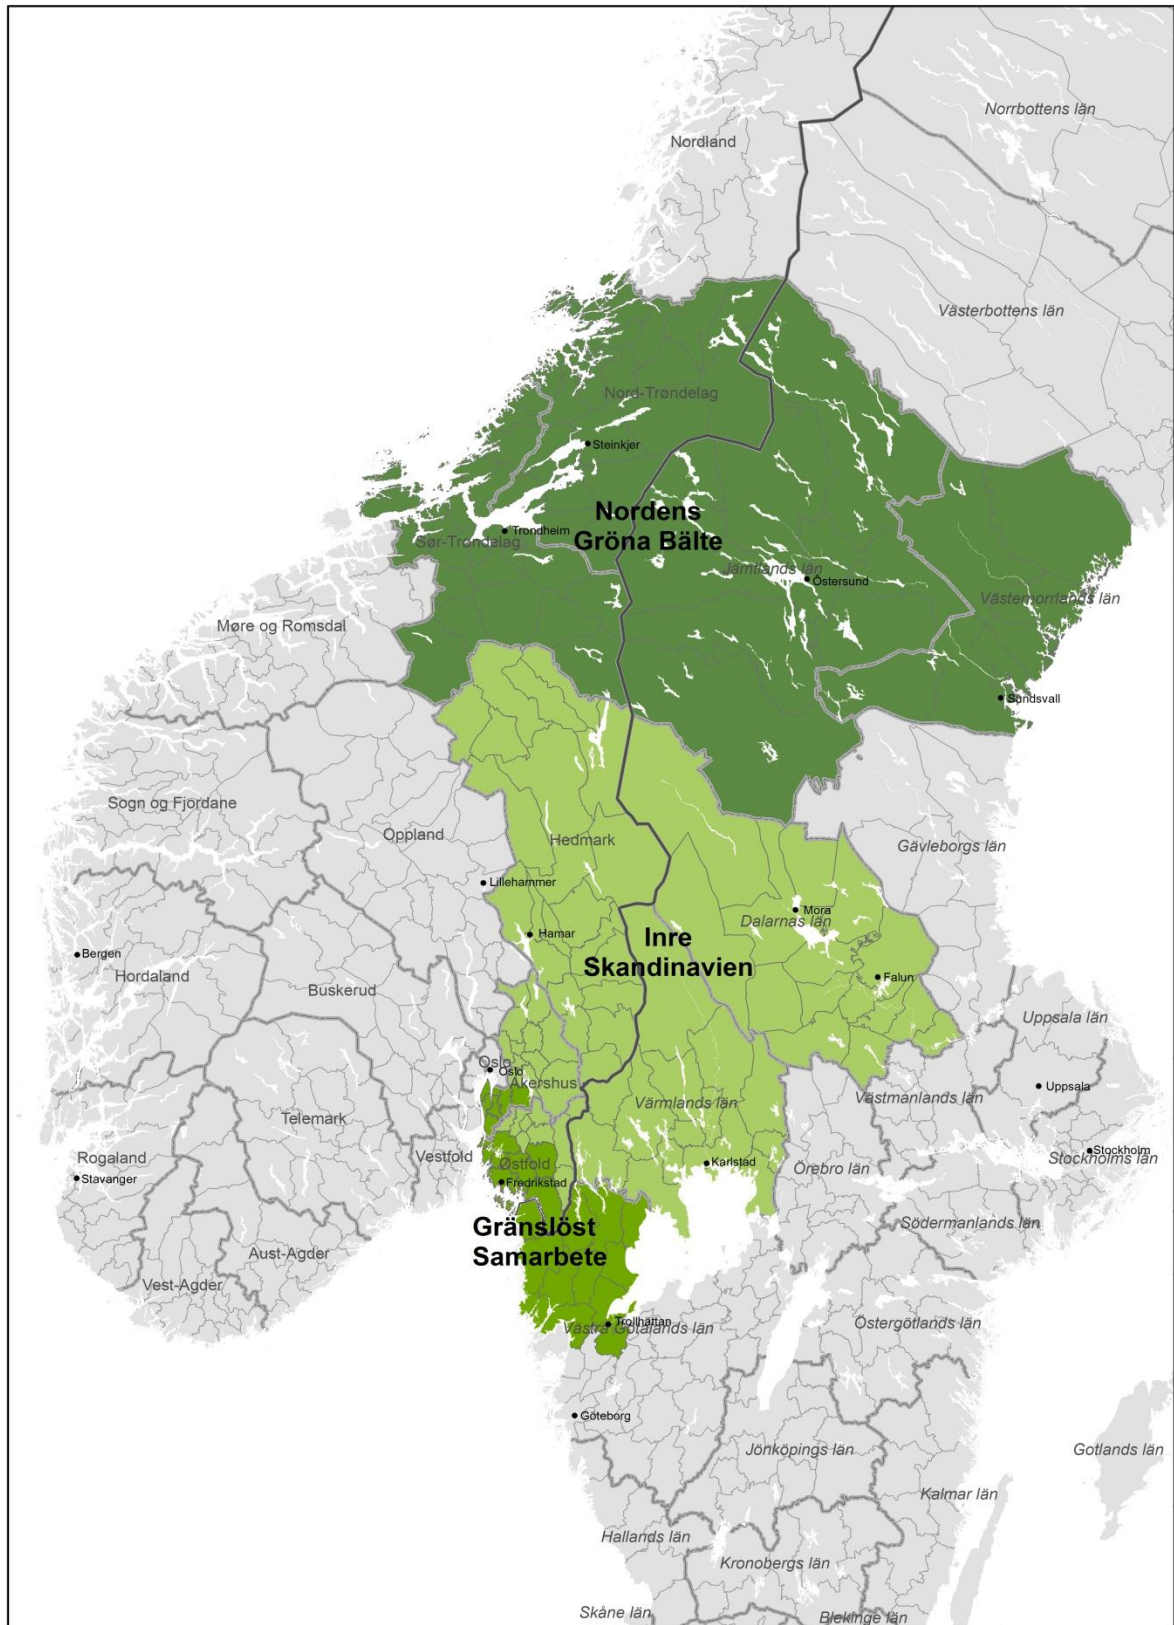 Norrbottens län
Nordland
Västerbottens län
Nord-Trøndelag
Steinkjer
Nordens
Gröna Bälte
Trondheim
Sør-Trøndelag
Jämtlands län
Östersund
Västernorrlands län
Møre og Romsdal
Sundsvall
Sogn og Fjordane
Oppland
Hedmark
Gävleborgs län
Lillehammer
Mora
Dalarnas län
Hamar
Inre
Skandinavien
Bergen
Hordaland
Falun
Buskerud
Uppsala län
Oslo
Oslo
Akershus
Uppsala
Värmlands län
Västmanlands län
Telemark
Stockholm
Stockholms län
Rogaland
Vestfold
Østfold
Karlstad
Örebro län
Stavanger
Fredrikstad
Gränslöst
Samarbete
Södermanlands län
Aust-Agder
Vest-Agder
Trollhättan
Västra Götalands län
Östergötlands län
Göteborg
Jönköpings län
Gotlands län
Kalmar län
Hallands län
Kronobergs län
Skåne län
Blekinge län